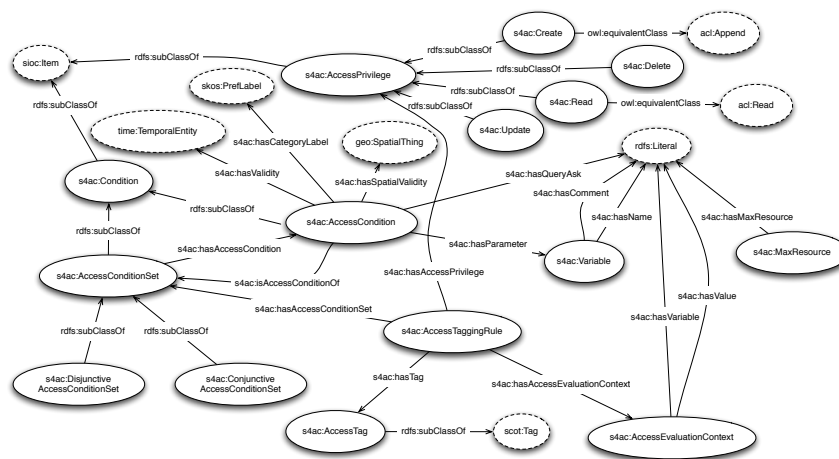 s4ac:Create
owl:equivalentClass
acl:Append
rdfs:subClassOf
sioc:Item
rdfs:subClassOf
s4ac:AccessPrivilege
rdfs:subClassOf
s4ac:Delete
skos:PrefLabel
rdfs:subClassOf
s4ac:Read
owl:equivalentClass
acl:Read
rdfs:subClassOf
rdfs:subClassOf
s4ac:Update
time:TemporalEntity
s4ac:hasCategoryLabel
geo:SpatialThing
rdfs:Literal
s4ac:hasValidity
s4ac:hasQueryAsk
s4ac:hasSpatialValidity
s4ac:Condition
s4ac:hasComment
rdfs:subClassOf
s4ac:AccessCondition
s4ac:hasName
s4ac:hasMaxResource
rdfs:subClassOf
s4ac:hasAccessCondition
s4ac:hasParameter
s4ac:Variable
s4ac:MaxResource
s4ac:AccessConditionSet
s4ac:isAccessConditionOf
s4ac:hasAccessPrivilege
s4ac:hasValue
s4ac:hasAccessConditionSet
s4ac:hasVariable
rdfs:subClassOf
rdfs:subClassOf
s4ac:AccessTaggingRule
s4ac:Disjunctive
AccessConditionSet
s4ac:Conjunctive
AccessConditionSet
s4ac:hasTag
s4ac:hasAccessEvaluationContext
s4ac:AccessTag
rdfs:subClassOf
scot:Tag
s4ac:AccessEvaluationContext